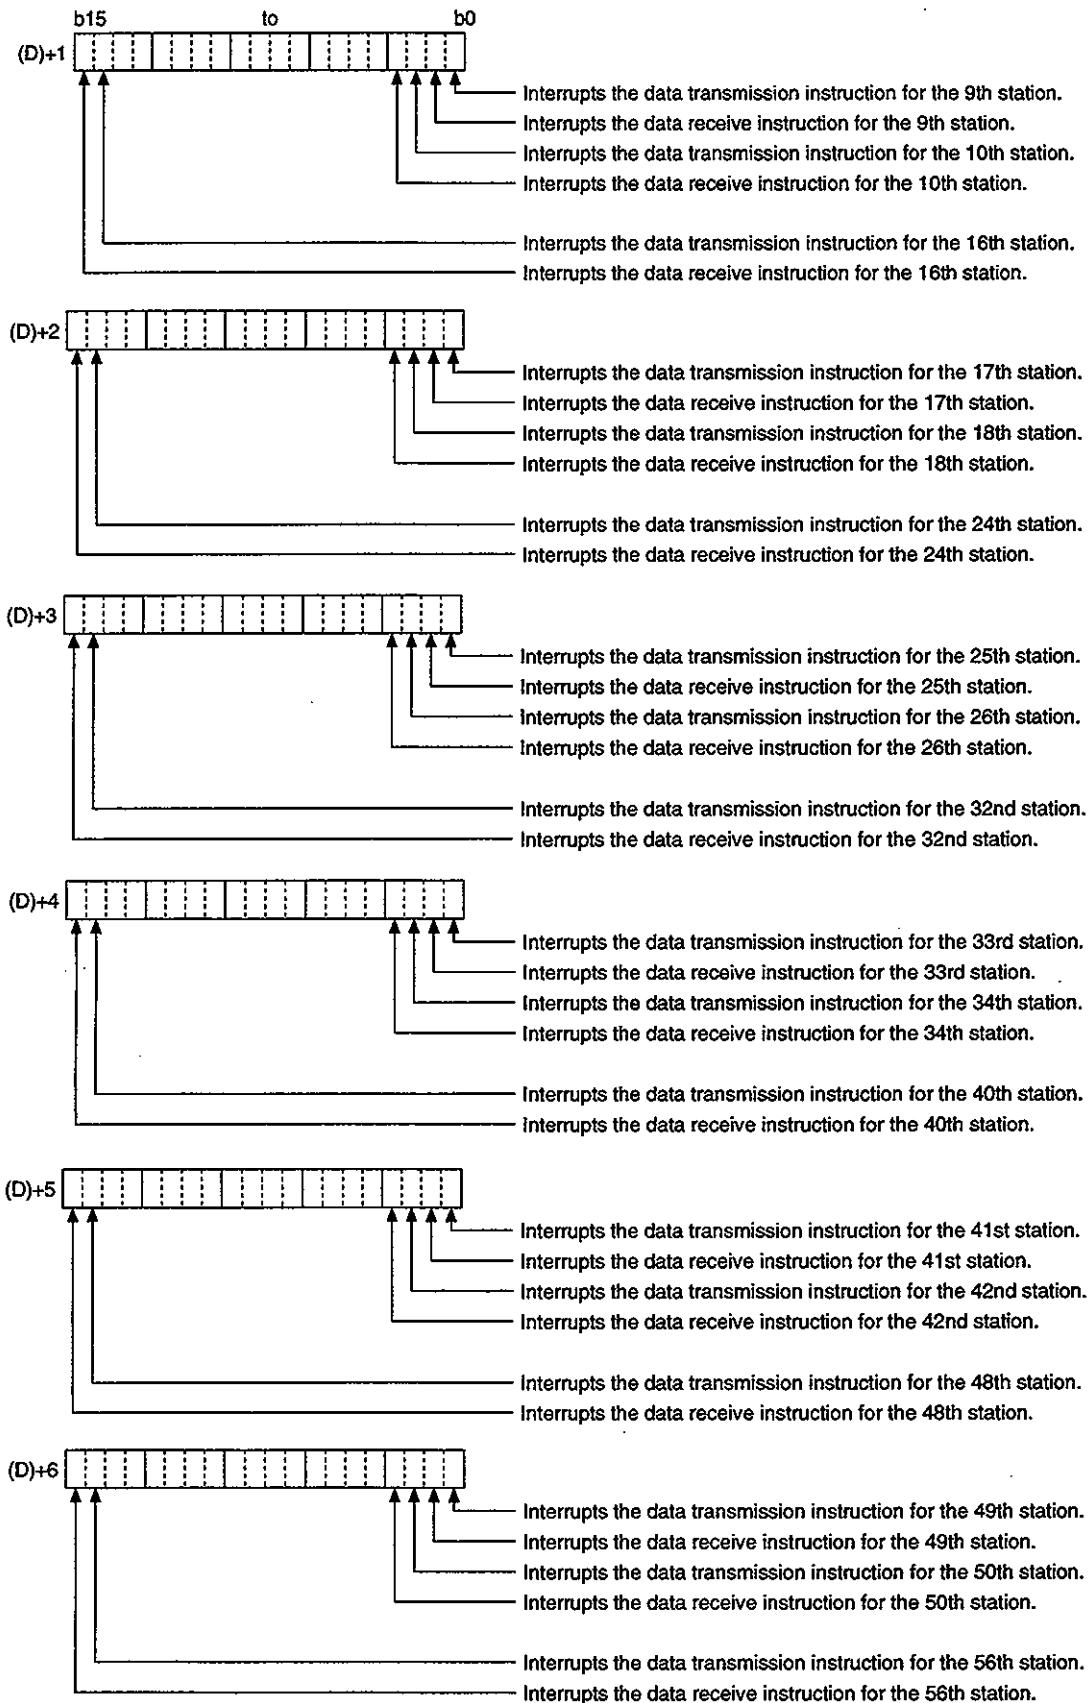 b15 to b0
(D)+1
Interrupts the data transmission instruction for the 9th station.
Interrupts the data receive instruction for the 9th station.
Interrupts the data transmission instruction for the 10th station.
Interrupts the data receive instruction for the 10th station.
Interrupts the data transmission instruction for the 16th station.
Interrupts the data receive instruction for the 16th station.
(D)+2
Interrupts the data transmission instruction for the 17th station.
Interrupts the data receive instruction for the 17th station.
Interrupts the data transmission instruction for the 18th station.
Interrupts the data receive instruction for the 18th station.
Interrupts the data transmission instruction for the 24th station.
Interrupts the data receive instruction for the 24th station.
(D)+3
Interrupts the data transmission instruction for the 25th station.
Interrupts the data receive instruction for the 25th station.
Interrupts the data transmission instruction for the 26th station.
Interrupts the data receive instruction for the 26th station.
Interrupts the data transmission instruction for the 32nd station.
Interrupts the data receive instruction for the 32nd station.
(D)+4
Interrupts the data transmission instruction for the 33rd station.
Interrupts the data receive instruction for the 33rd station.
Interrupts the data transmission instruction for the 34th station.
Interrupts the data receive instruction for the 34th station.
Interrupts the data transmission instruction for the 40th station.
Interrupts the data receive instruction for the 40th station.
(D)+5
Interrupts the data transmission instruction for the 41st station.
Interrupts the data receive instruction for the 41st station.
Interrupts the data transmission instruction for the 42nd station.
Interrupts the data receive instruction for the 42nd station.
Interrupts the data transmission instruction for the 48th station.
Interrupts the data receive instruction for the 48th station.
(D)+6
Interrupts the data transmission instruction for the 49th station.
Interrupts the data receive instruction for the 49th station.
Interrupts the data transmission instruction for the 50th station.
Interrupts the data receive instruction for the 50th station.
Interrupts the data transmission instruction for the 56th station.
Interrupts the data receive instruction for the 56th station.